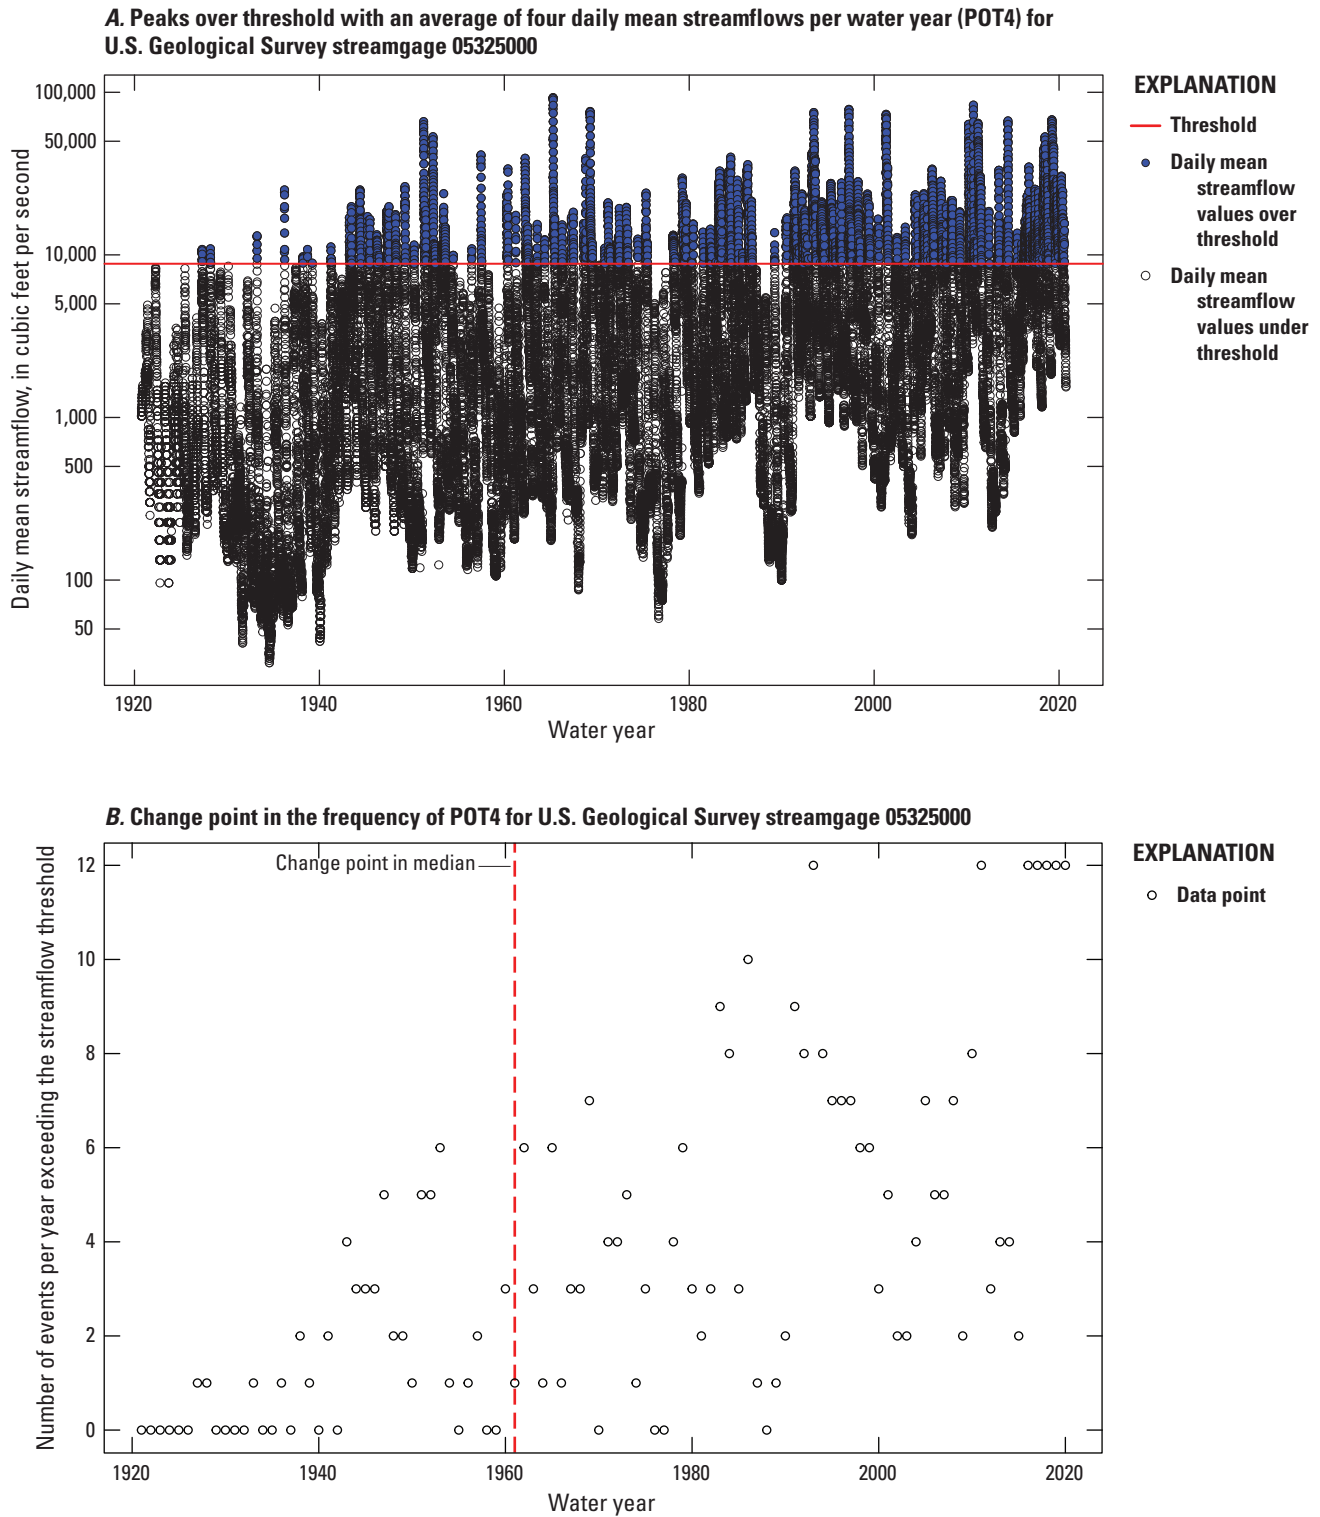 A. Peaks over threshold with an average of four daily mean streamflows per water year (POT4) for
U.S. Geological Survey streamgage 05325000
Daily mean streamflow, in cubic feet per second
100,000
50,000
10,000
5,000
1,000
500
100
50
1920
1940
1960
1980
2000
2020
Water year
EXPLANATION
Threshold
Daily mean
streamflow
values over
threshold
Daily mean
streamflow
values under
threshold
B. Change point in the frequency of POT4 for U.S. Geological Survey streamgage 05325000
Number of events per year exceeding the streamflow threshold
12
10
8
6
4
2
0
Change point in median
1920
1940
1960
1980
2000
2020
Water year
EXPLANATION
Data point